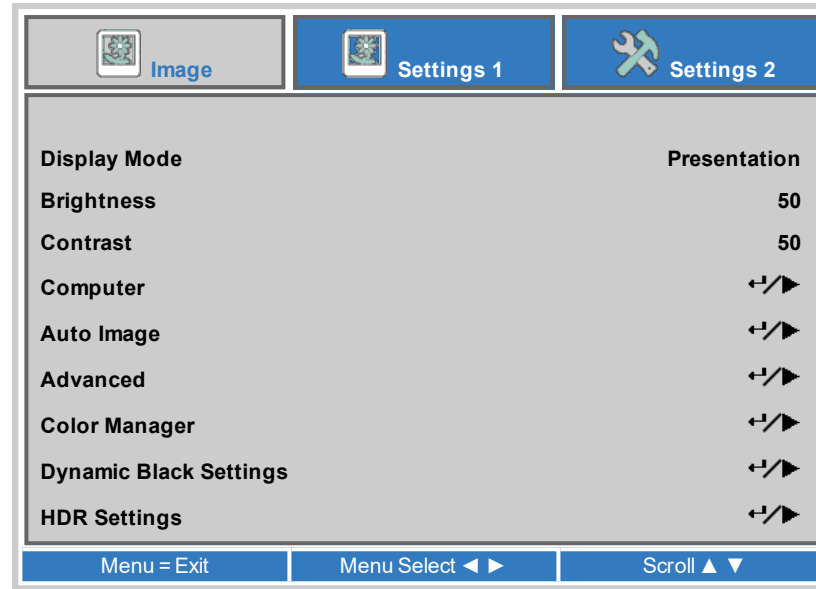 Image Settings 1 Settings 2
Display Mode Presentation
Brightness 50
Contrast 50
Computer ↵/►
Auto Image ↵/►
Advanced ↵/►
Color Manager ↵/►
Dynamic Black Settings ↵/►
HDR Settings ↵/►
Menu = Exit Menu Select ◄ ► Scroll ▲ ▼